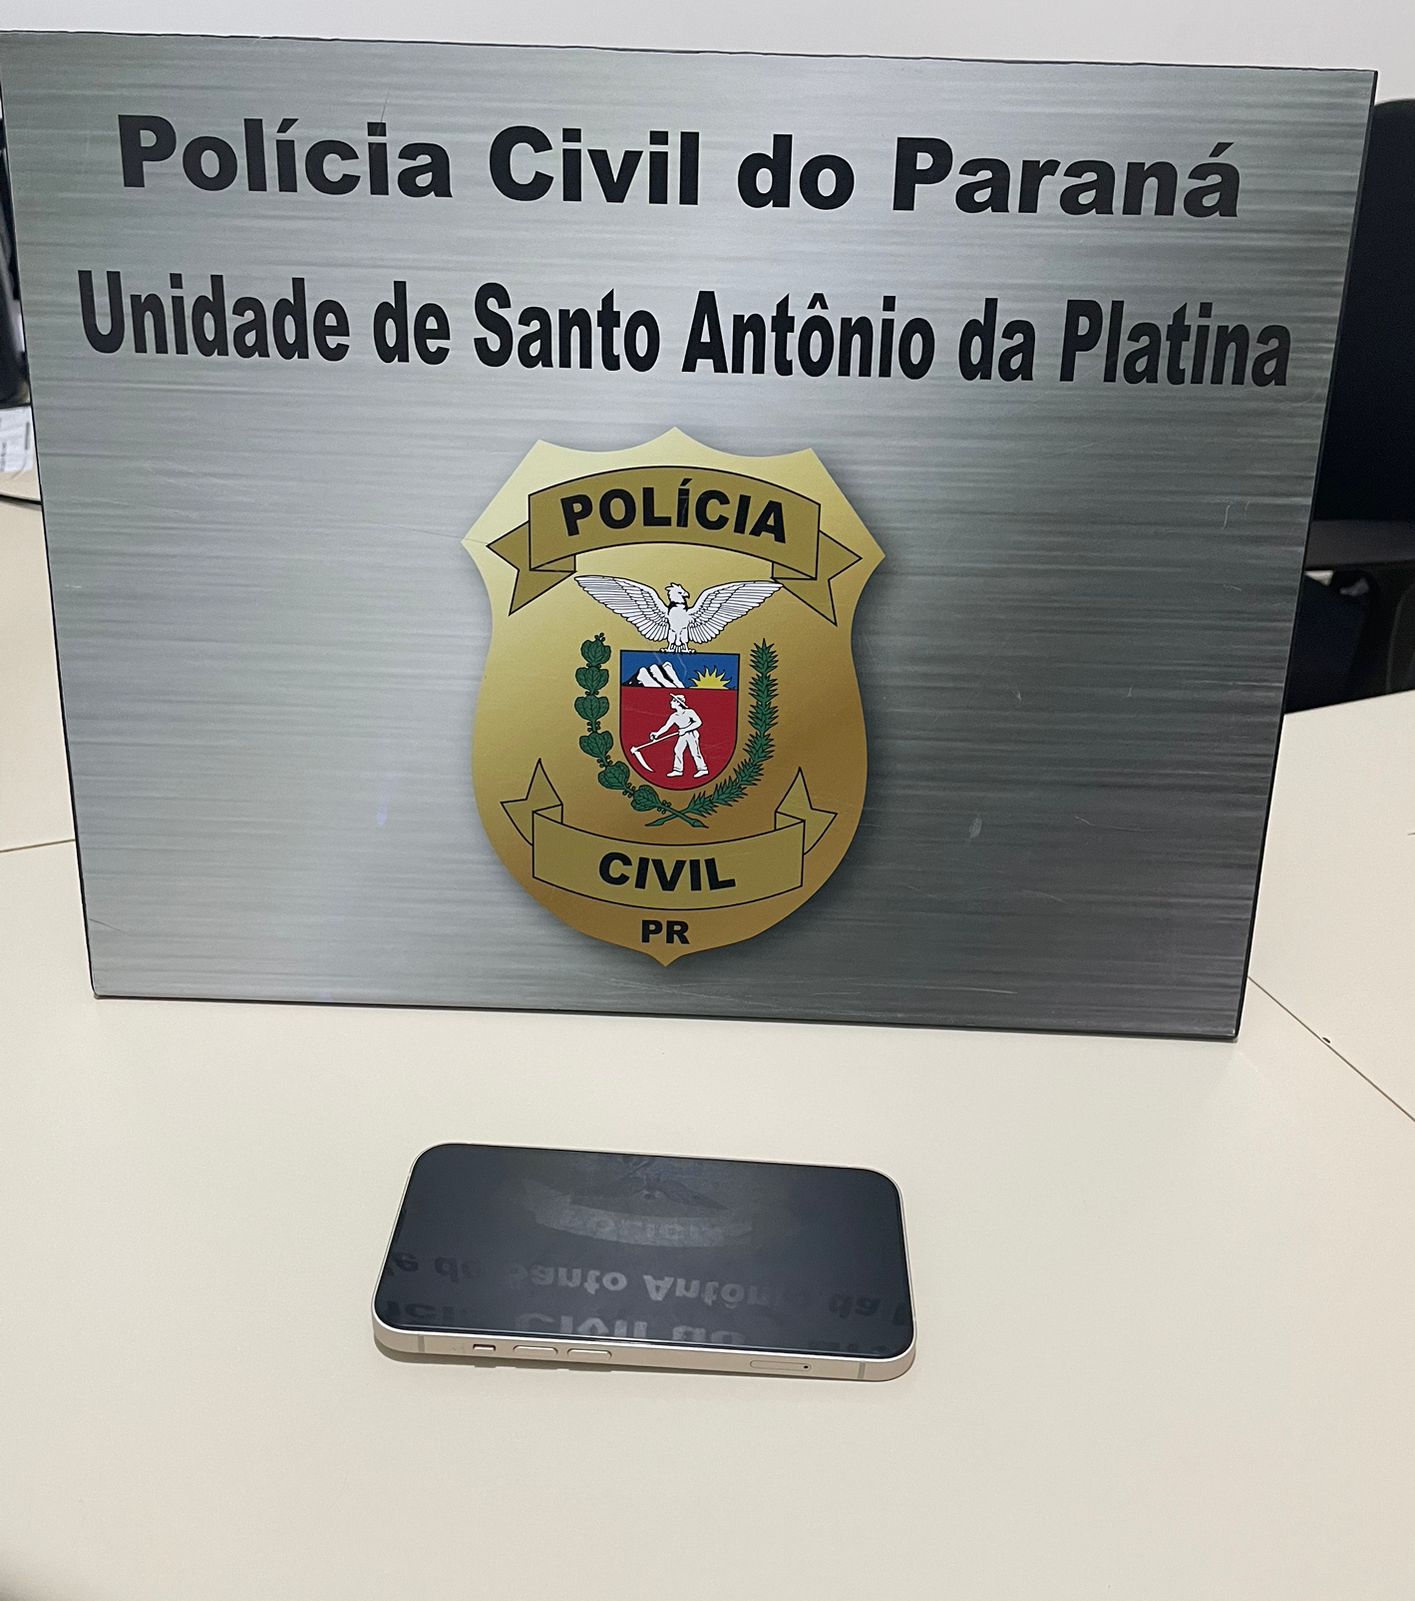 Polícia Civil do Paraná
Unidade de Santo Antônio da Platina
POLÍCIA
CIVIL
PR